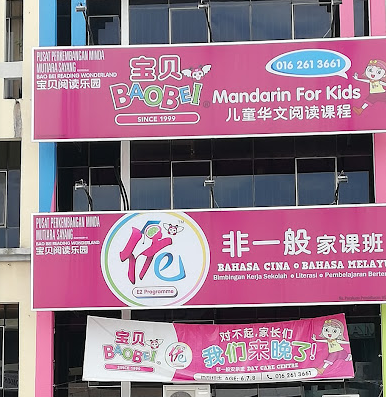 PUSAT PERKEMBANGAN MINDA
MUTIARA SAYANG
BAO BEI READING WONDERLAND
宝贝阅读乐园
宝贝
BAOBEI
SINCE 1999
016 261 3661
Mandarin For Kids
儿童华文阅读课程
PUSAT PERKEMBANGAN MINDA
MUTIARA SAYANG
BAO BEI READING WONDERLAND
宝贝阅读乐园
EZ Programme
非一般家课班
BAHASA CINA BAHASA MELAYU
Bimbingan Kerja Sekolah Literasi Pembelajaran
宝贝
BAOBEI
对不起,家长们
我们来晚了!
DAY CARE CENTRE
016 261 3661